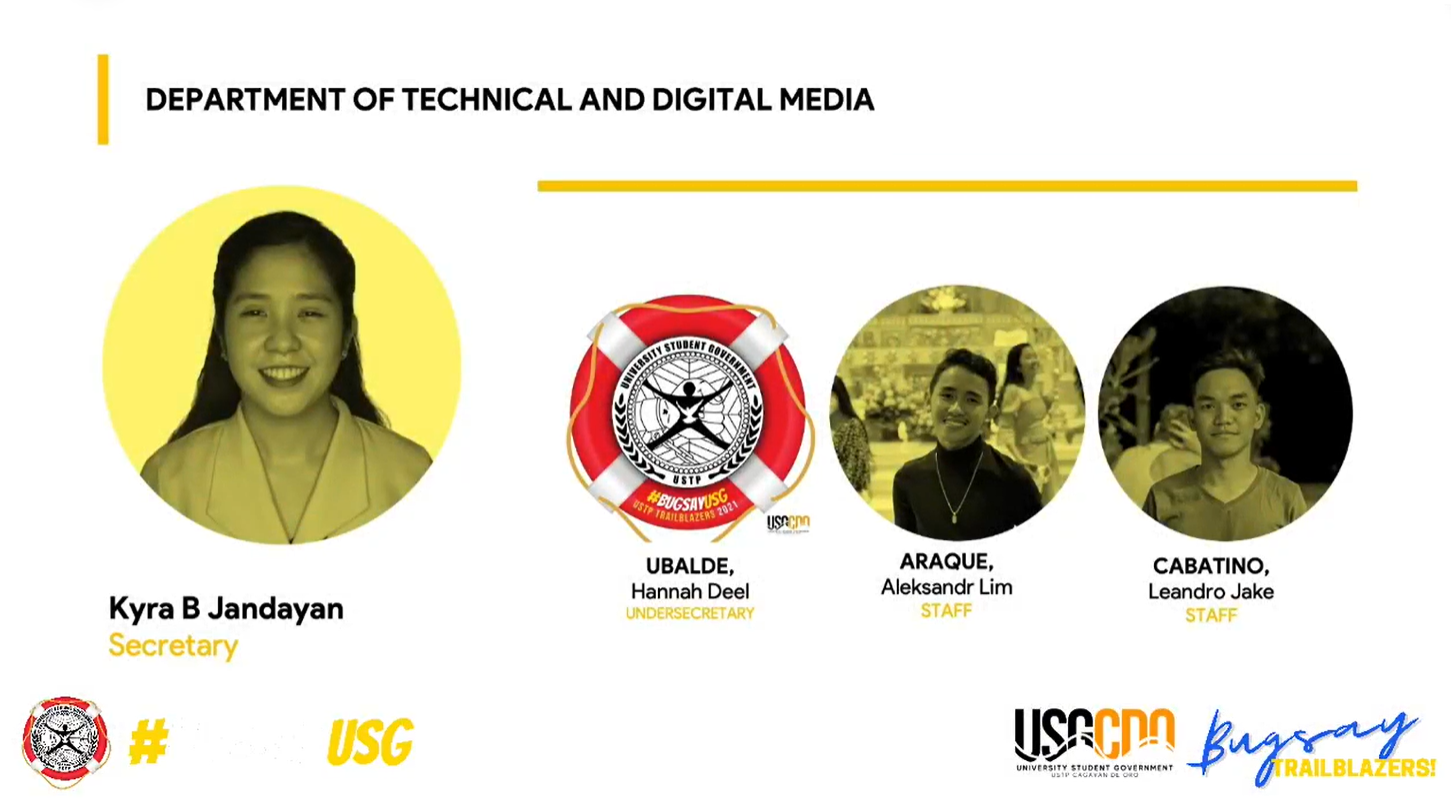 DEPARTMENT OF TECHNICAL AND DIGITAL MEDIA
Kyra B Jandayan
Secretary
UNIVERSITY STUDENT GOVERNMENT
USTP
#BUGSAYUSG
USTP TRAILBLAZERS 2021
USGCDO
UBALDE,
Hannah Deel
UNDERSECRETARY
ARAQUE,
Aleksandr Lim
STAFF
CABATINO,
Leandro Jake
STAFF
# USG
USGCDO
UNIVERSITY STUDENT GOVERNMENT
USTP CAGAYAN DE ORO
Bugsay
TRAILBLAZERS!